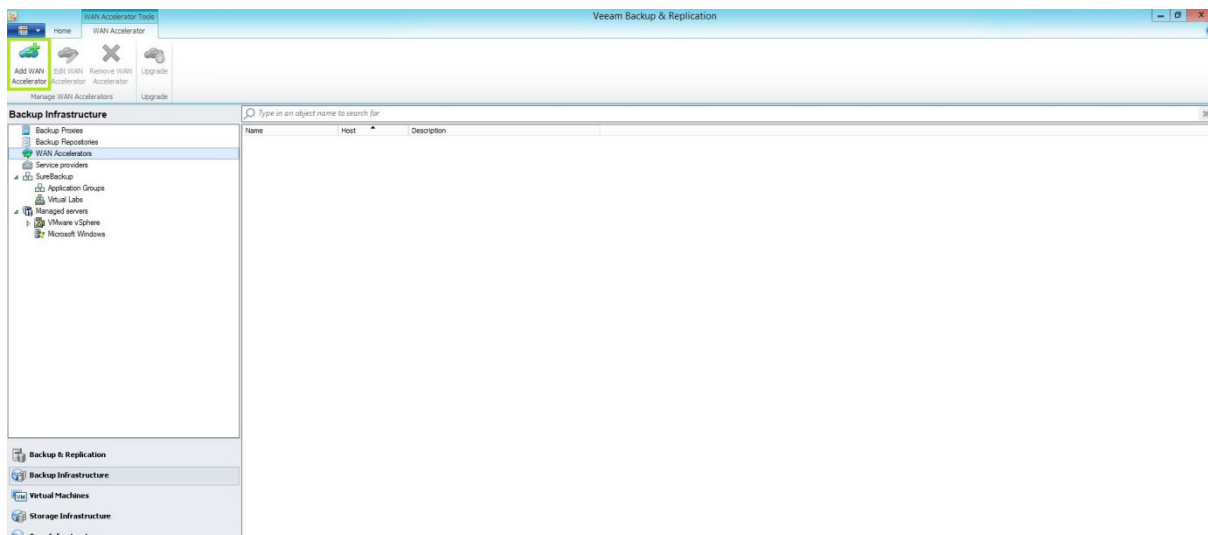 WAN Accelerator Tools
Veeam Backup & Replication
Home WAN Accelerator
Add WAN Accelerator
Edit WAN Accelerator
Remove WAN Accelerator
Upgrade
Manage WAN Accelerators
Upgrade
Backup Infrastructure
Type in an object name to search for
Backup Proxies
Backup Repositories
WAN Accelerators
Service providers
SureBackup
Application Groups
Virtual Labs
Managed servers
VMware vSphere
Microsoft Windows
Name Host Description
Backup & Replication
Backup Infrastructure
VM
Virtual Machines
Storage Infrastructure